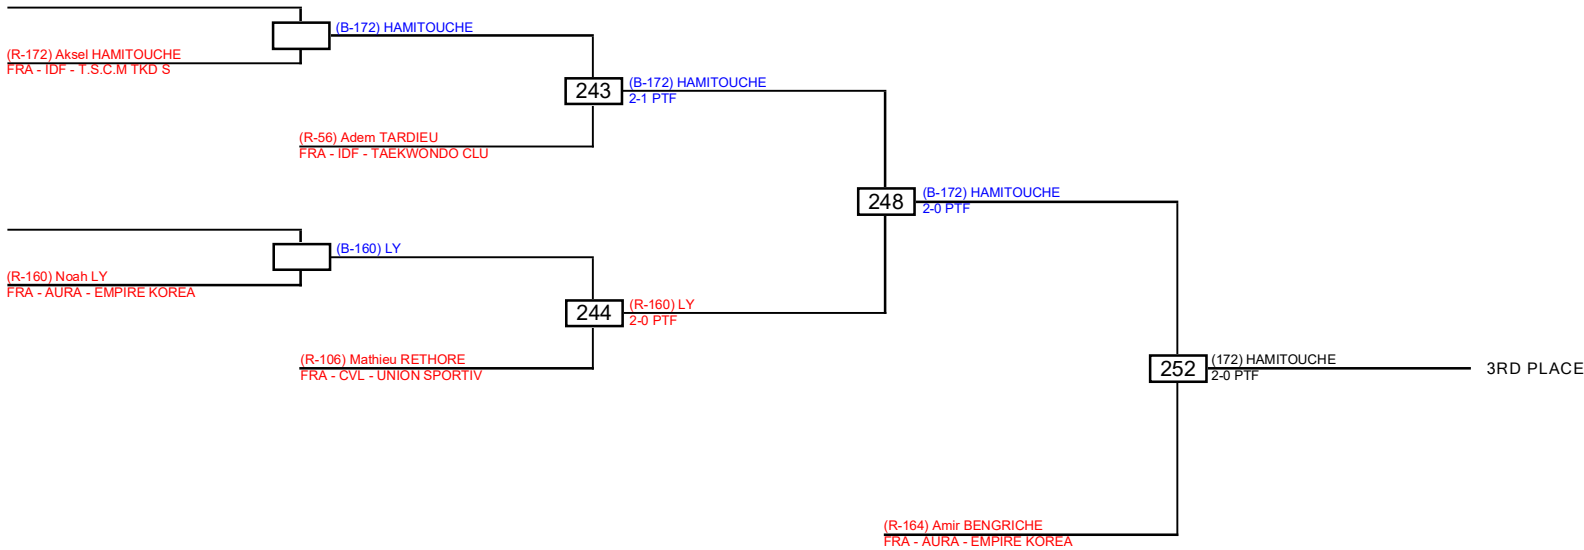 (B-172) HAMITOUCHE
(R-172) Aksel HAMITOUCHE
FRA - IDF - T.S.C.M TKD S
243
(B-172) HAMITOUCHE
2-1 PTF
(R-56) Adem TARDIEU
FRA - IDF - TAEKWONDO CLU
248
(B-172) HAMITOUCHE
2-0 PTF
(B-160) LY
(R-160) Noah LY
FRA - AURA - EMPIRE KOREA
244
(R-160) LY
2-0 PTF
(R-106) Mathieu RETHORE
FRA - CVL - UNION SPORTIV
252
(172) HAMITOUCHE
2-0 PTF
3RD PLACE
(R-164) Amir BENGRICHE
FRA - AURA - EMPIRE KOREA